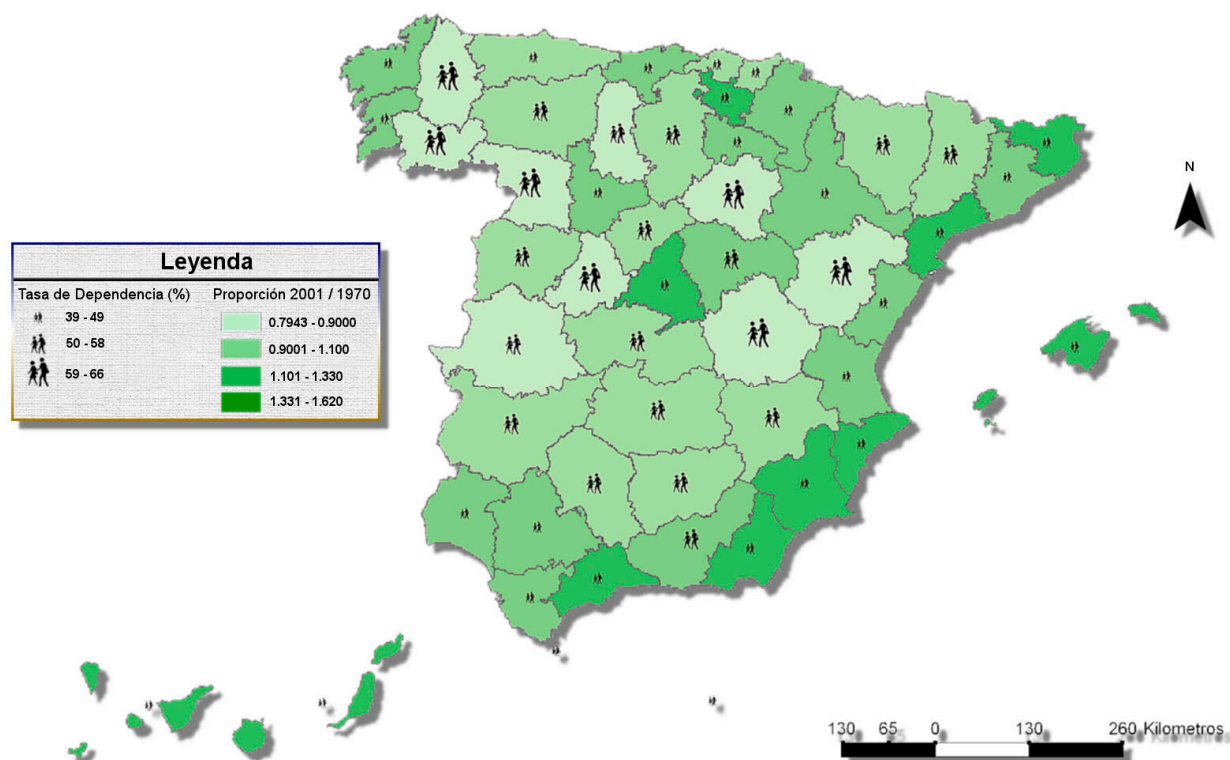 N
Leyenda
Tasa de Dependencia (%) Proporción 2001 / 1970
39 - 49 0.7943 - 0.9000
50 - 58 0.9001 - 1.100
59 - 66 1.101 - 1.330
1.331 - 1.620
130 65 0 130 260 Kilometros